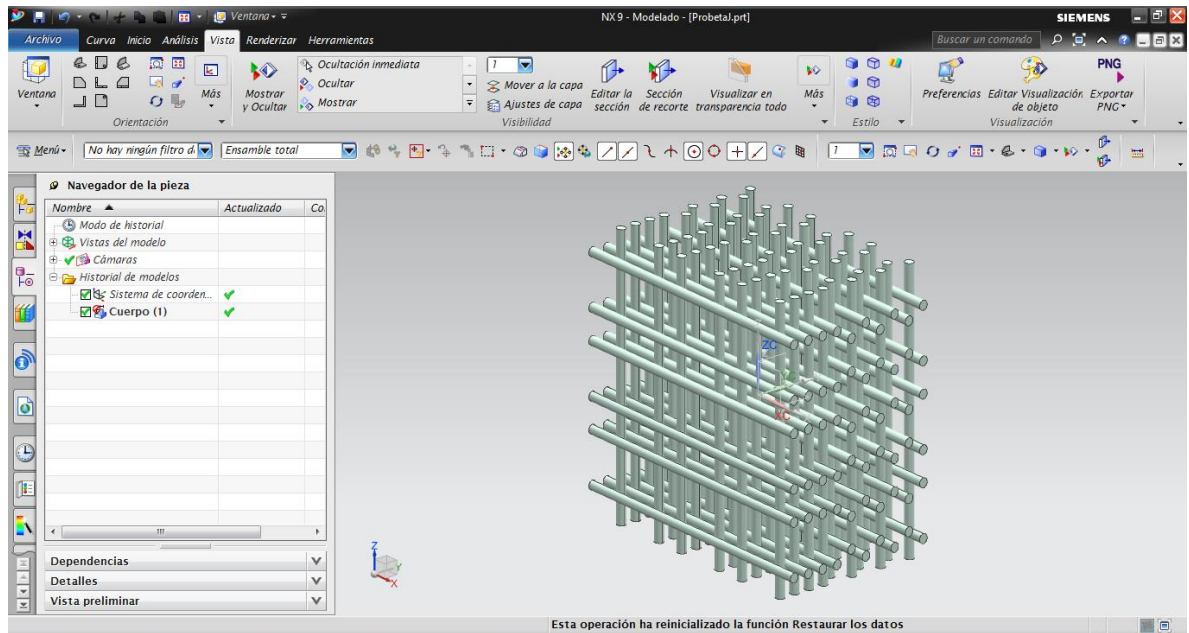 Ventana
NX 9 - Modelado - [ProbetaJ.prt]
SIEMENS
Archivo Curva Inicio Análisis Vista Renderizar Herramientas
Buscar un comando
Ventana
Más
Orientación
Mostrar y Ocultar
Ocultación inmediata
Ocultar
Mostrar
1
Mover a la capa
Ajustes de capa
Editar la sección
Sección de recorte
Visualizar en transparencia todo
Más
Visibilidad
Estilo
Preferencias
Editar Visualización de objeto
PNG
Exportar PNG
Visualización
Menú
No hay ningún filtro d
Ensamble total
1
Navegador de la pieza
Nombre Actualizado Co
Modo de historial
Vistas del modelo
Cámaras
Historial de modelos
Sistema de coorden...
Cuerpo (1)
Dependencias
Detalles
Vista preliminar
ZC
YC
XC
Z
Y
X
Esta operación ha reinicializado la función Restaurar los datos